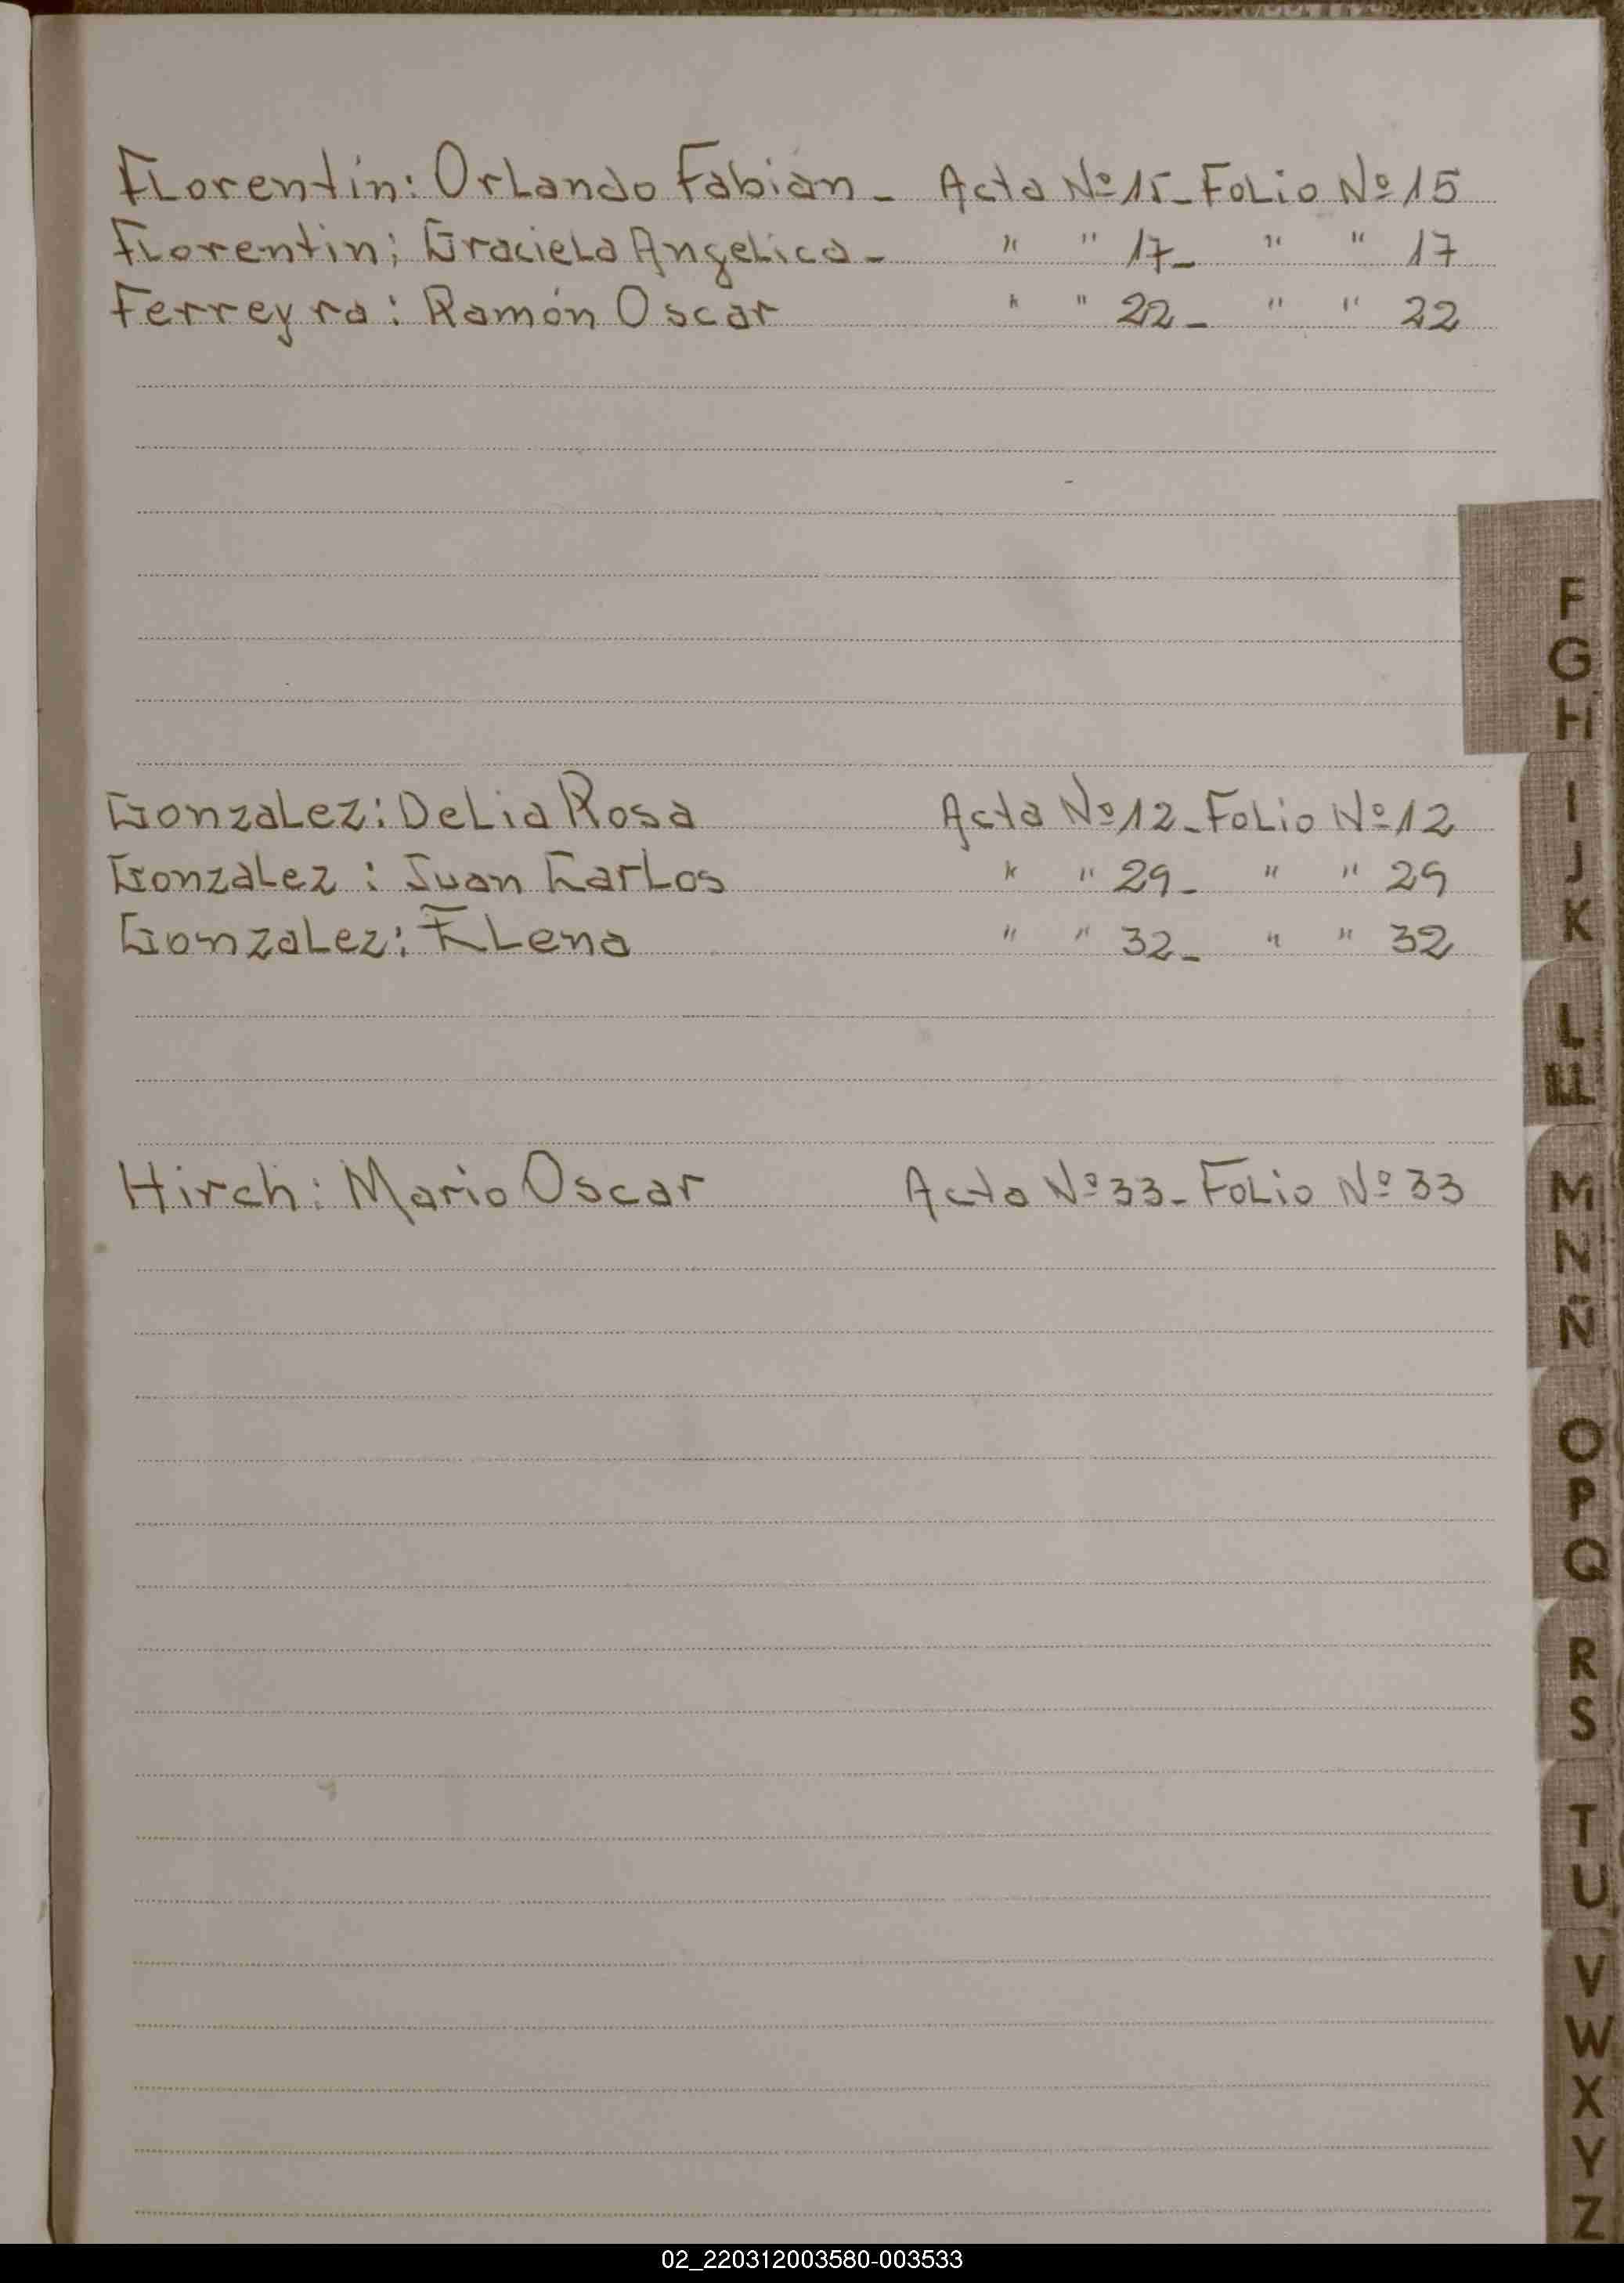 Florentín: Orlando Fabian - Acta Nº 15 - Folio Nº 15
Florentin; Graciela Angelica - " " 17 - " " 17
Ferreyra: Ramón Oscar " " 22 - " " 22
F
G
H
Gonzalez: Delia Rosa Acta Nº 12 - Folio Nº 12
Gonzalez: Juan Carlos " " 29 - " " 29
Gonzalez: Elena " " 32 - " " 32
I
J
K
L
Hirch: Mario Oscar Acta Nº 33 - Folio Nº 33
M
N
Ñ
O
P
Q
R
S
T
U
V
W
X
Y
Z
02_220312003580-003533